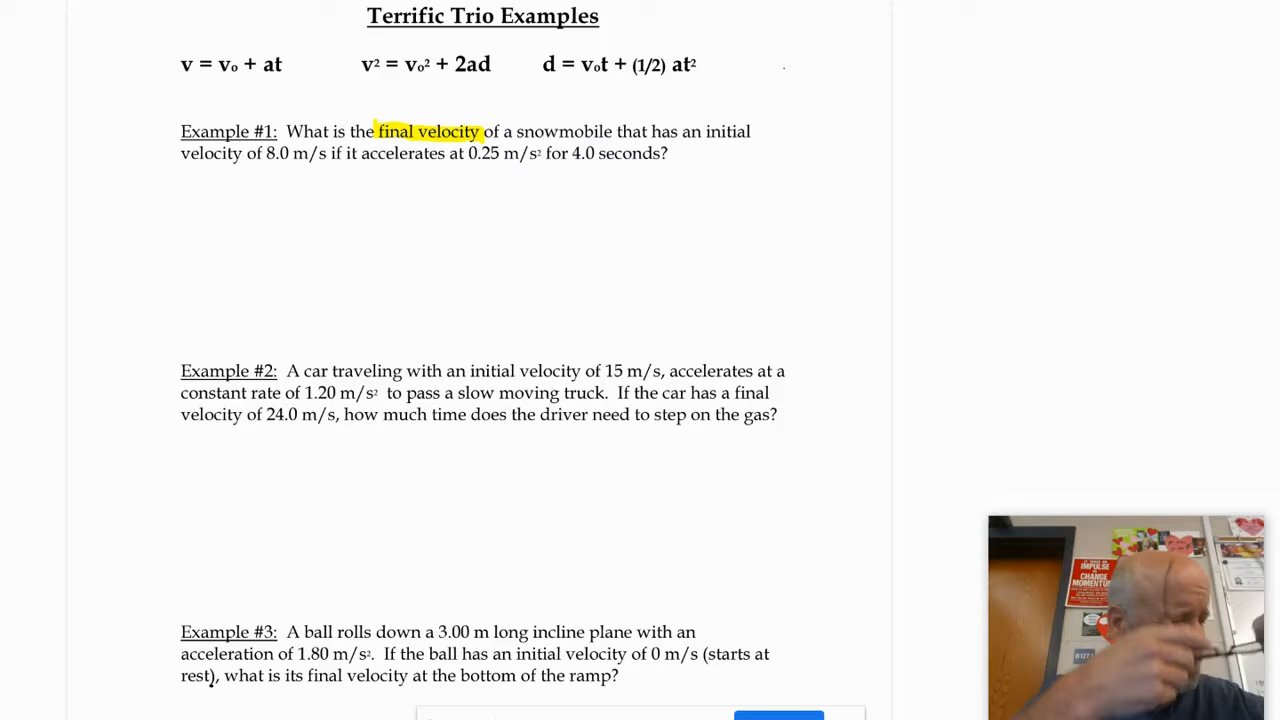 Terrific Trio Examples
v = v₀ + at v² = v₀² + 2ad d = v₀t + (1/2) at²
Example #1: What is the final velocity of a snowmobile that has an initial
velocity of 8.0 m/s if it accelerates at 0.25 m/s² for 4.0 seconds?
Example #2: A car traveling with an initial velocity of 15 m/s, accelerates at a
constant rate of 1.20 m/s² to pass a slow moving truck. If the car has a final
velocity of 24.0 m/s, how much time does the driver need to step on the gas?
IMPULSE
CHANGE
MOMENTUM
B127
Example #3: A ball rolls down a 3.00 m long incline plane with an
acceleration of 1.80 m/s². If the ball has an initial velocity of 0 m/s (starts at
rest), what is its final velocity at the bottom of the ramp?